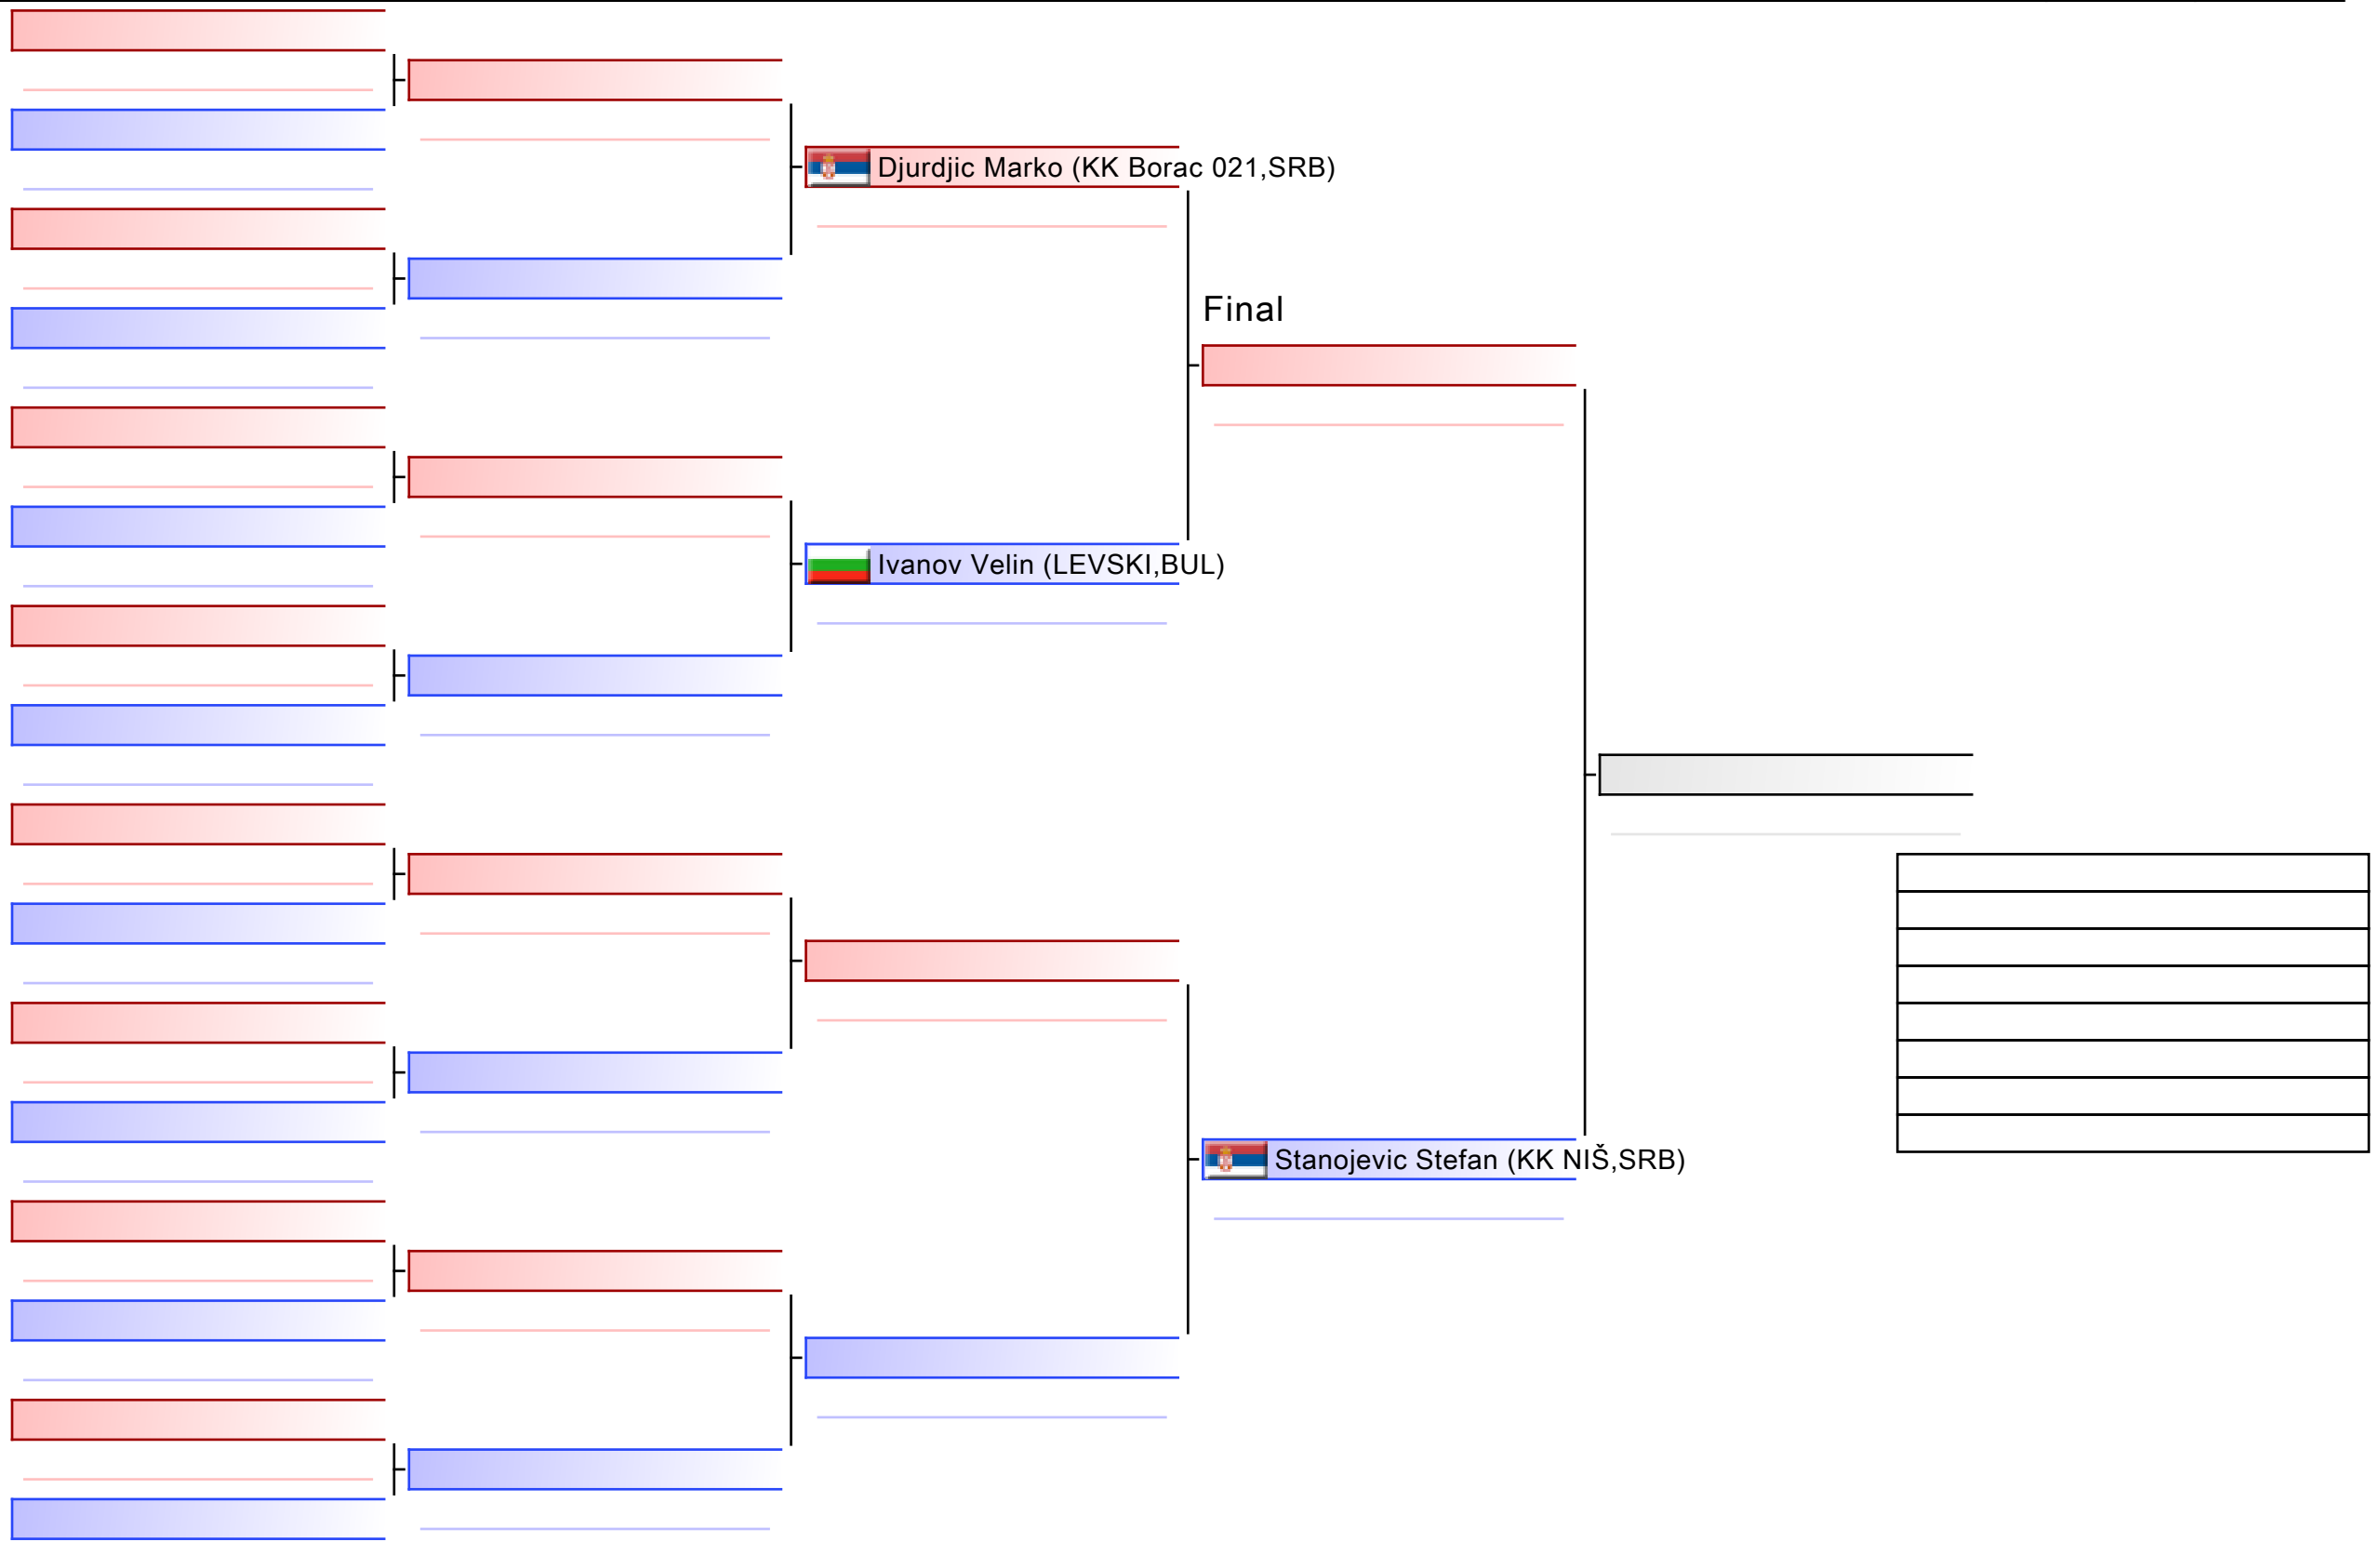 Djurdjic Marko (KK Borac 021,SRB)
Final
Ivanov Velin (LEVSKI,BUL)
Stanojevic Stefan (KK NIŠ,SRB)